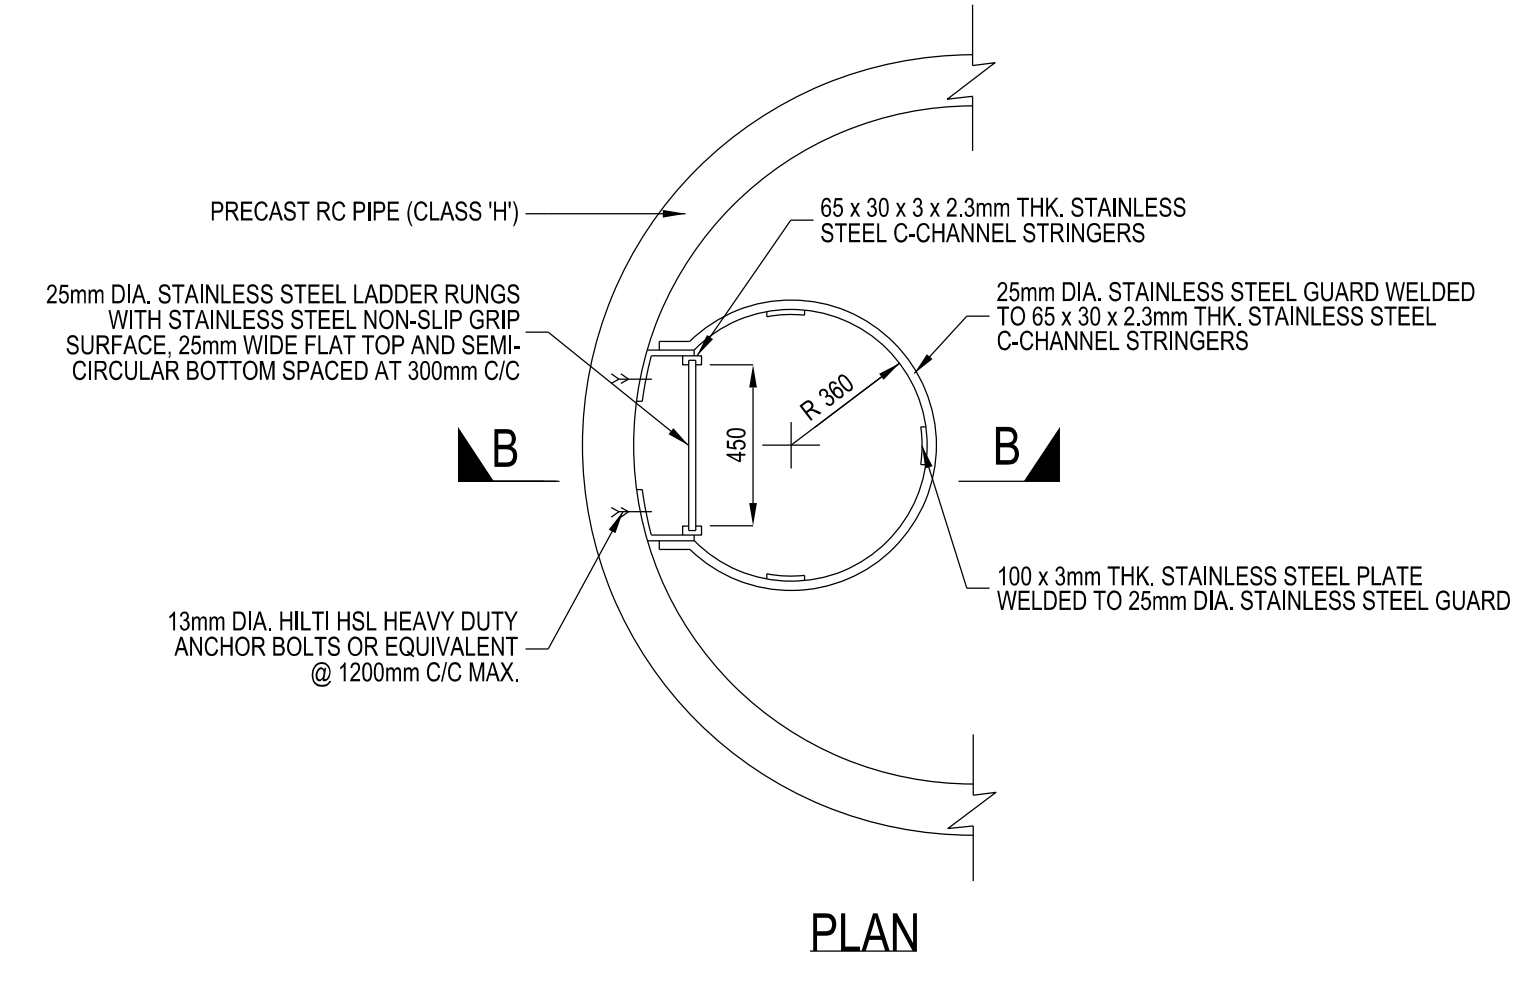 PRECAST RC PIPE (CLASS 'H')
65 x 30 x 3 x 2.3mm THK. STAINLESS
STEEL C-CHANNEL STRINGERS
25mm DIA. STAINLESS STEEL LADDER RUNGS
WITH STAINLESS STEEL NON-SLIP GRIP
SURFACE, 25mm WIDE FLAT TOP AND SEMI-
CIRCULAR BOTTOM SPACED AT 300mm C/C
25mm DIA. STAINLESS STEEL GUARD WELDED
TO 65 x 30 x 2.3mm THK. STAINLESS STEEL
C-CHANNEL STRINGERS
R 360
450
B
B
100 x 3mm THK. STAINLESS STEEL PLATE
WELDED TO 25mm DIA. STAINLESS STEEL GUARD
13mm DIA. HILTI HSL HEAVY DUTY
ANCHOR BOLTS OR EQUIVALENT
@ 1200mm C/C MAX.
PLAN